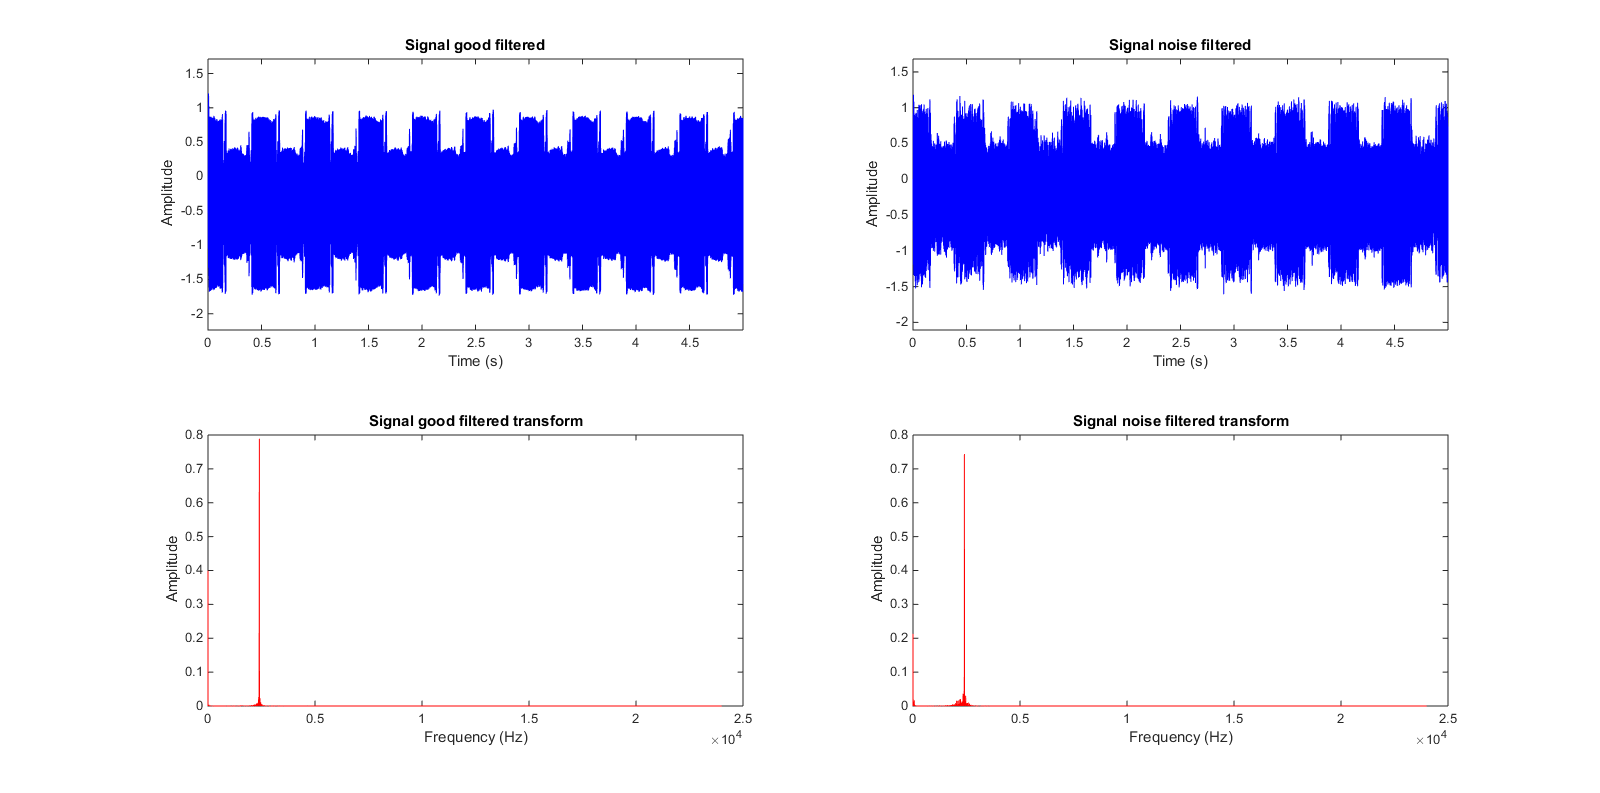 Signal good filtered
1.5
1
0.5
0
-0.5
-1
-1.5
-2
Amplitude
0 0.5 1 1.5 2 2.5 3 3.5 4 4.5
Time (s)
Signal noise filtered
1.5
1
0.5
0
-0.5
-1
-1.5
-2
Amplitude
0 0.5 1 1.5 2 2.5 3 3.5 4 4.5
Time (s)
Signal good filtered transform
0.8
0.7
0.6
0.5
0.4
0.3
0.2
0.1
0
Amplitude
0 0.5 1 1.5 2 2.5
Frequency (Hz)
×10⁴
Signal noise filtered transform
0.8
0.7
0.6
0.5
0.4
0.3
0.2
0.1
0
Amplitude
0 0.5 1 1.5 2 2.5
Frequency (Hz)
×10⁴